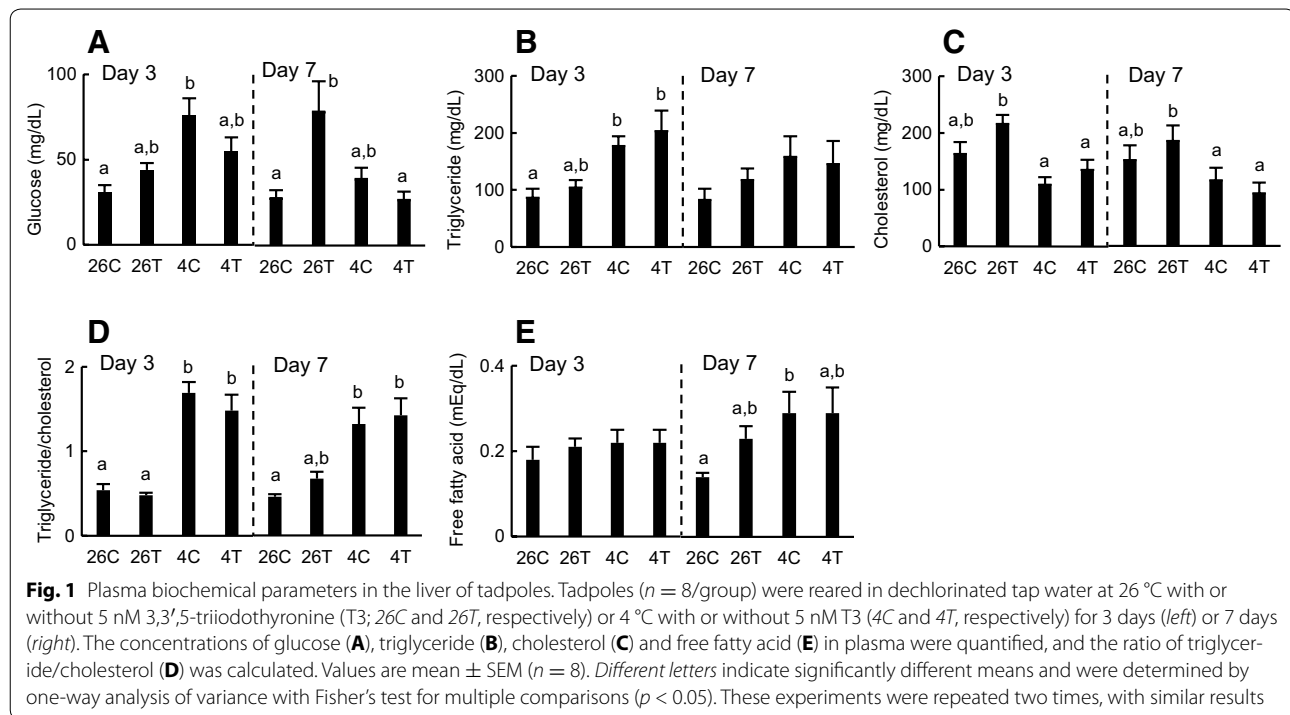 A
Day 3
Day 7
Glucose (mg/dL)
100
50
0
a
a,b
b
a,b
a
b
a,b
a
26C 26T 4C 4T 26C 26T 4C 4T
B
Day 3
Day 7
Triglyceride (mg/dL)
300
200
100
0
a
a,b
b
b
26C 26T 4C 4T 26C 26T 4C 4T
C
Day 3
Day 7
Cholesterol (mg/dL)
300
200
100
0
a,b
b
a
a
a,b
b
a
a
26C 26T 4C 4T 26C 26T 4C 4T
D
Day 3
Day 7
Triglyceride/cholesterol
2
1
0
a
a
b
b
a
a,b
b
b
26C 26T 4C 4T 26C 26T 4C 4T
E
Day 3
Day 7
Free fatty acid (mEq/dL)
0.4
0.2
0
a
a,b
b
a,b
26C 26T 4C 4T 26C 26T 4C 4T
Fig. 1 Plasma biochemical parameters in the liver of tadpoles. Tadpoles (n = 8/group) were reared in dechlorinated tap water at 26 °C with or
without 5 nM 3,3′,5-triiodothyronine (T3; 26C and 26T, respectively) or 4 °C with or without 5 nM T3 (4C and 4T, respectively) for 3 days (left) or 7 days
(right). The concentrations of glucose (A), triglyceride (B), cholesterol (C) and free fatty acid (E) in plasma were quantified, and the ratio of triglycer-
ide/cholesterol (D) was calculated. Values are mean ± SEM (n = 8). Different letters indicate significantly different means and were determined by
one-way analysis of variance with Fisher's test for multiple comparisons (p < 0.05). These experiments were repeated two times, with similar results